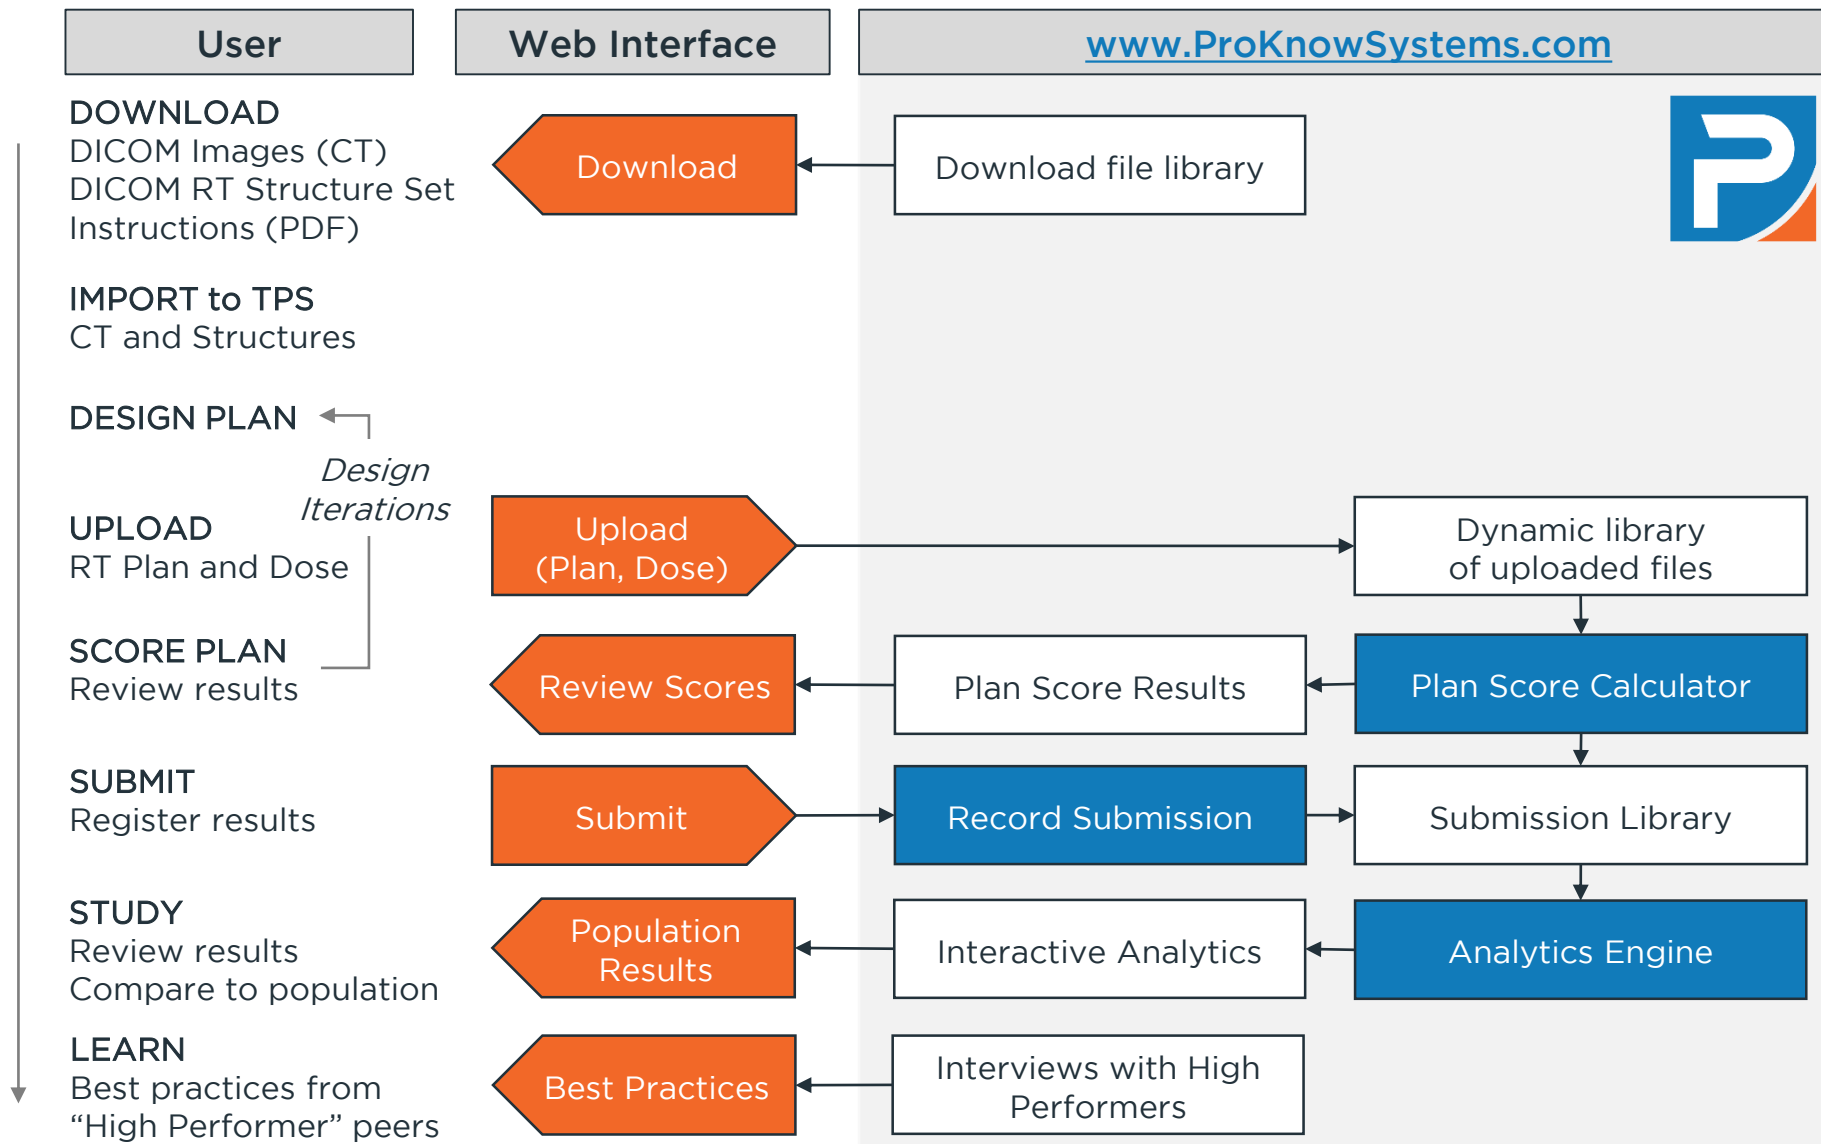 User
Web Interface
www.ProKnowSystems.com
DOWNLOAD
DICOM Images (CT)
DICOM RT Structure Set
Instructions (PDF)
Download
Download file library
P
IMPORT to TPS
CT and Structures
DESIGN PLAN
Design
Iterations
UPLOAD
RT Plan and Dose
Upload
(Plan, Dose)
Dynamic library
of uploaded files
SCORE PLAN
Review results
Review Scores
Plan Score Results
Plan Score Calculator
SUBMIT
Register results
Submit
Record Submission
Submission Library
STUDY
Review results
Compare to population
Population
Results
Interactive Analytics
Analytics Engine
LEARN
Best practices from
“High Performer” peers
Best Practices
Interviews with High
Performers